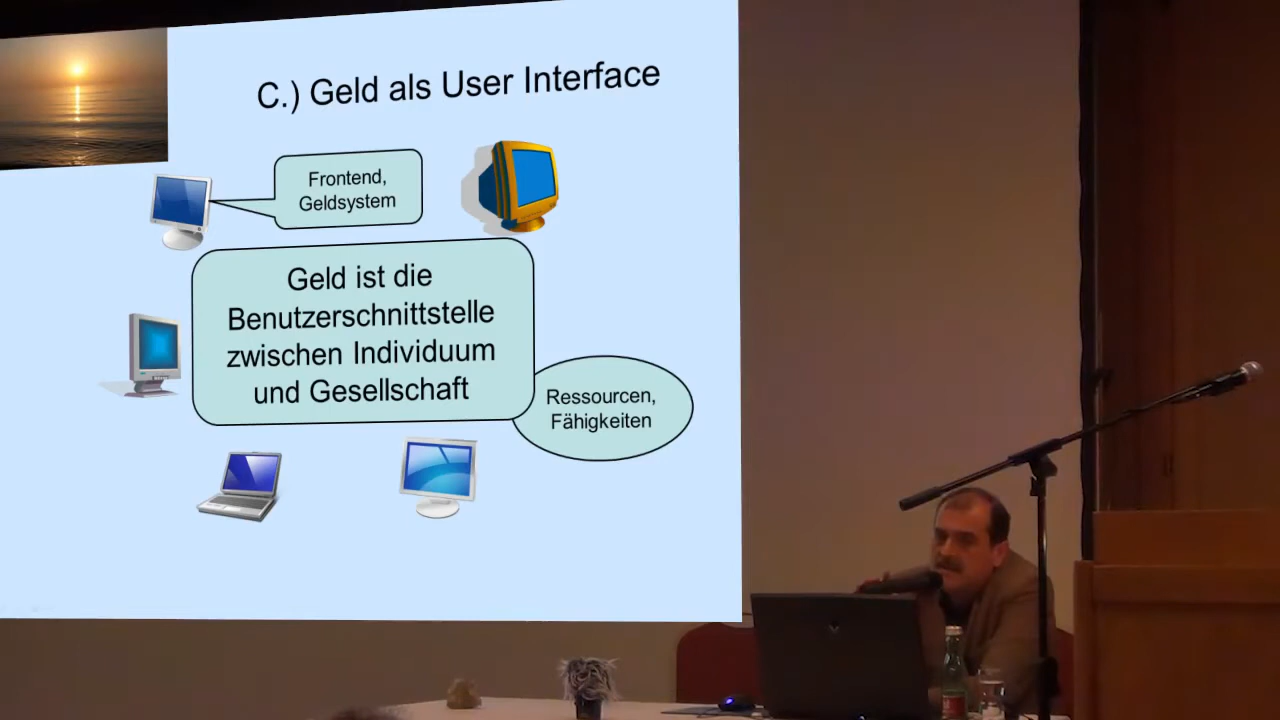 C.) Geld als User Interface
Frontend,
Geldsystem
Geld ist die
Benutzerschnittstelle
zwischen Individuum
und Gesellschaft
Ressourcen,
Fähigkeiten